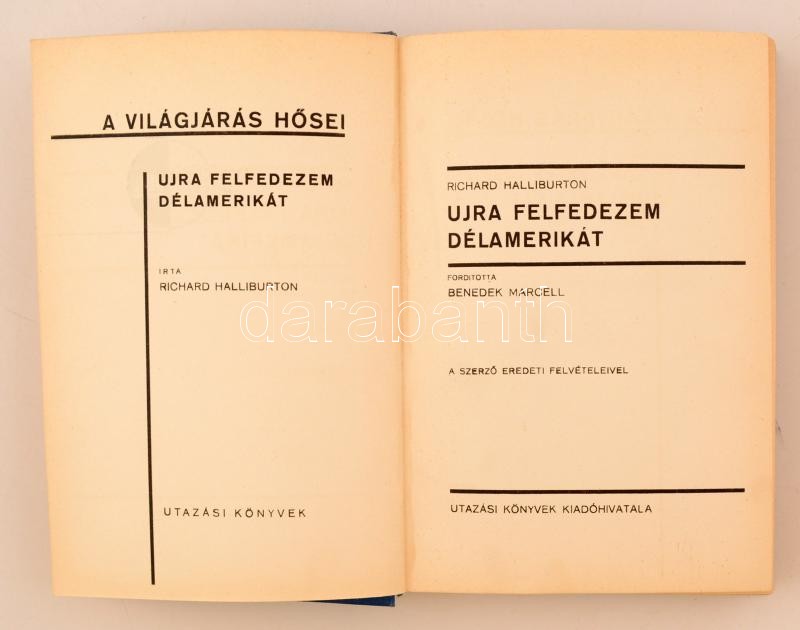 A VILÁGJÁRÁS HŐSEI
UJRA FELFEDEZEM
DÉLAMERIKÁT
IRTA
RICHARD HALLIBURTON
UTAZÁSI KÖNYVEK
RICHARD HALLIBURTON
UJRA FELFEDEZEM
DÉLAMERIKÁT
FORDITOTTA
BENEDEK MARCELL
A SZERZŐ EREDETI FELVÉTELEIVEL
UTAZÁSI KÖNYVEK KIADÓHIVATALA
darabanth